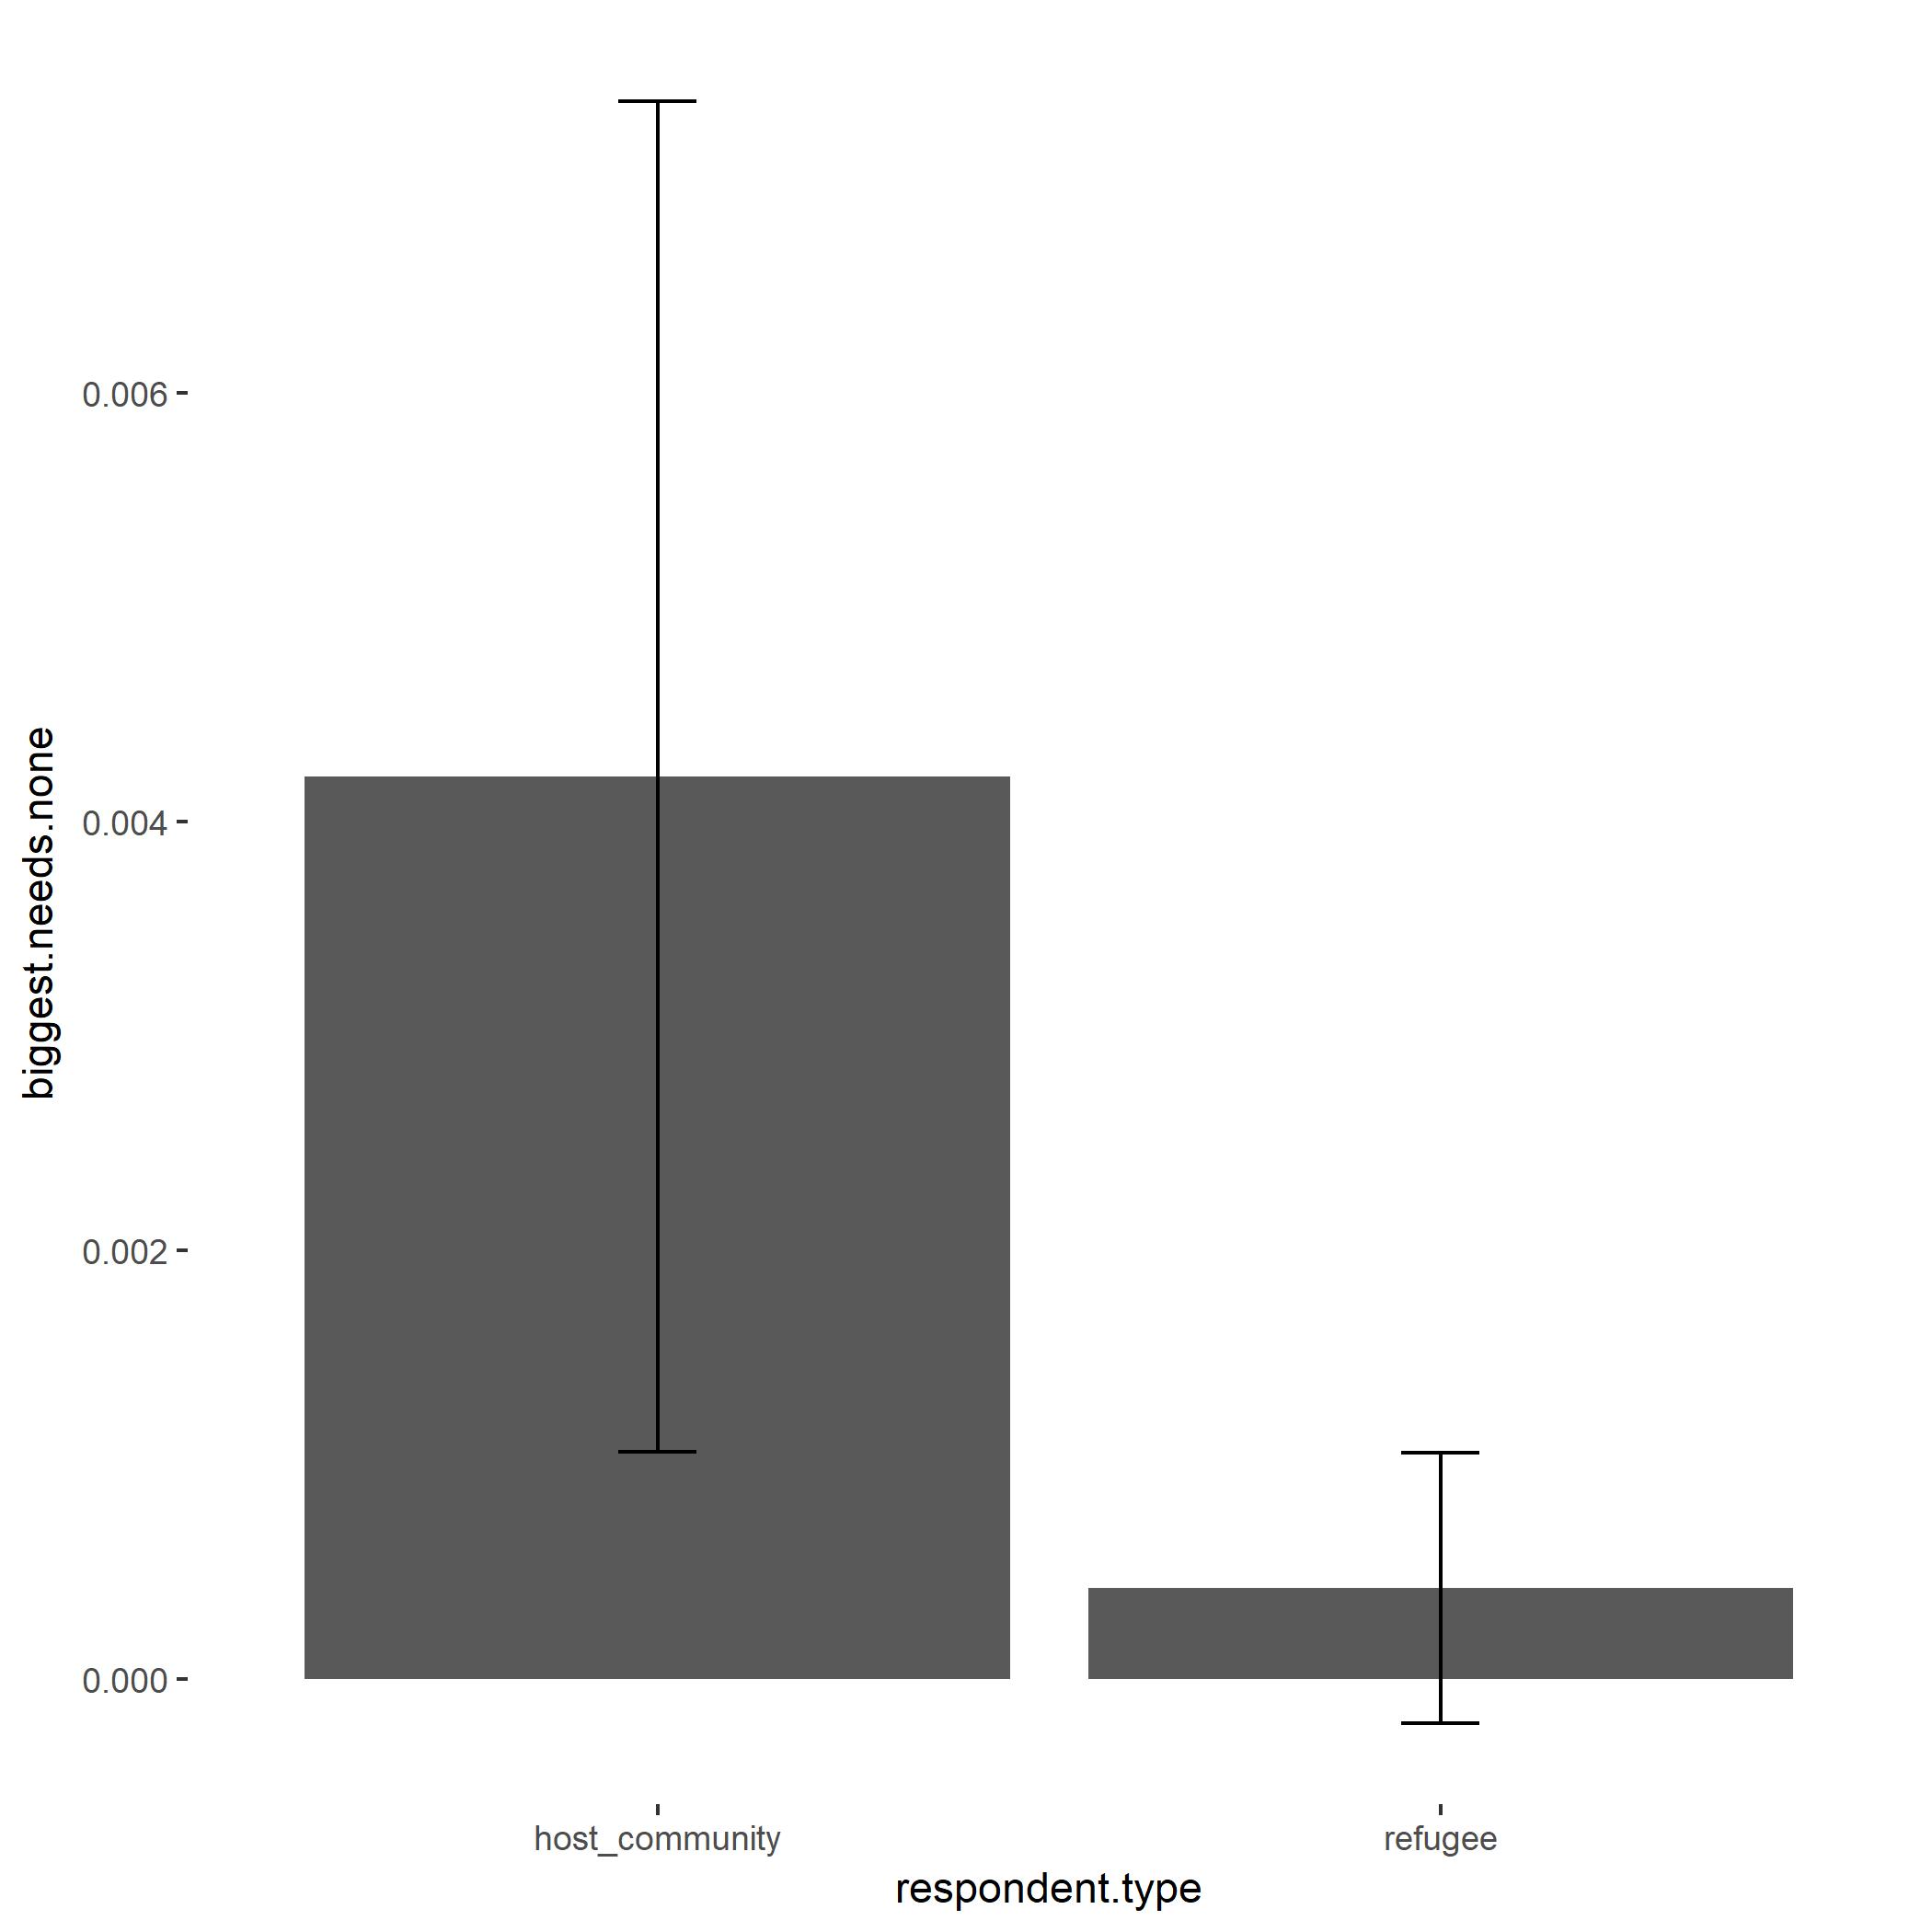 biggest.needs.none
0.006
0.004
0.002
0.000
host_community
refugee
respondent.type